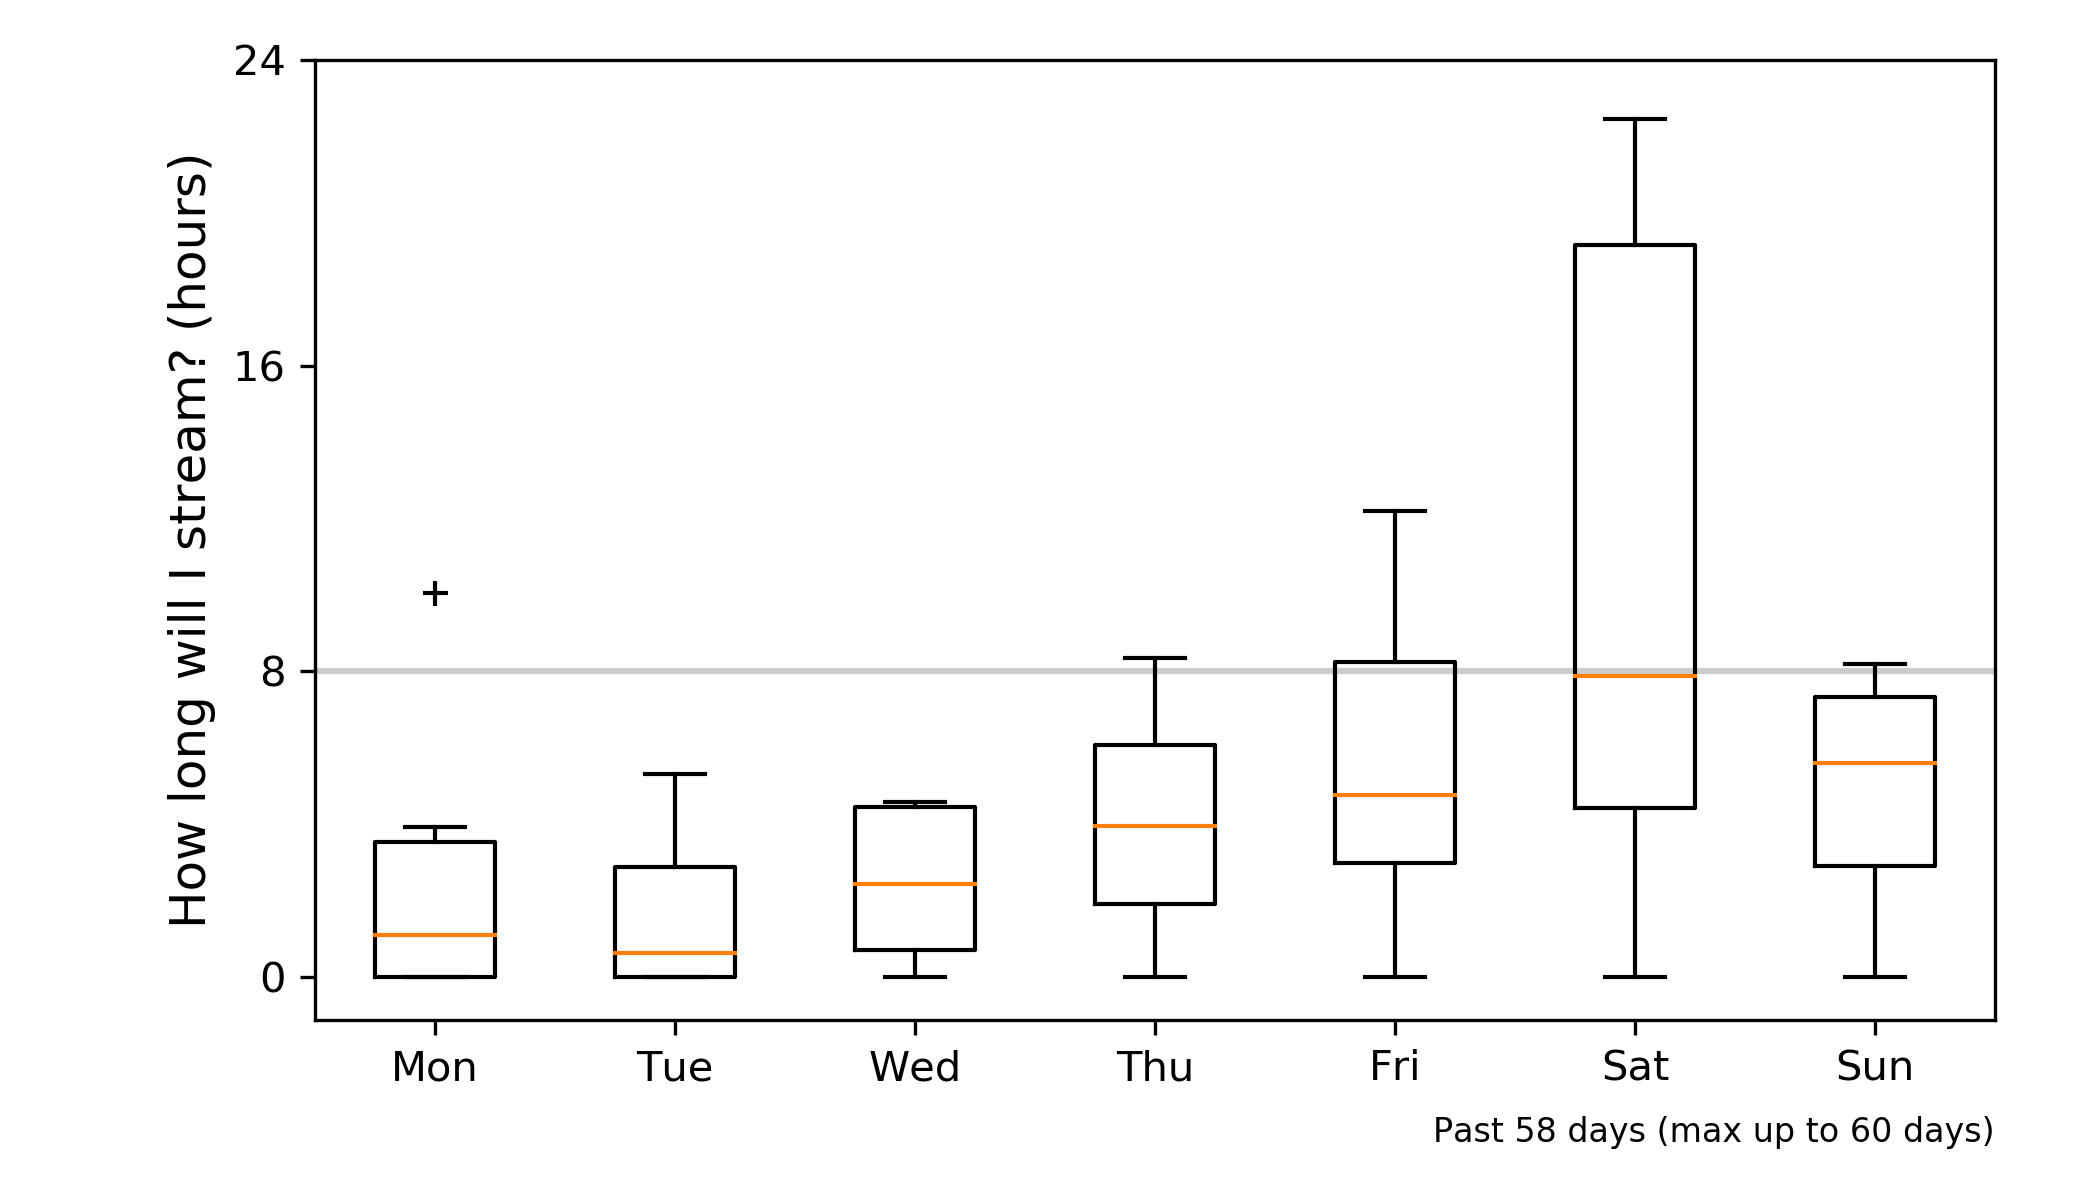 How long will I stream? (hours)
24
16
8
0
Mon Tue Wed Thu Fri Sat Sun
Past 58 days (max up to 60 days)